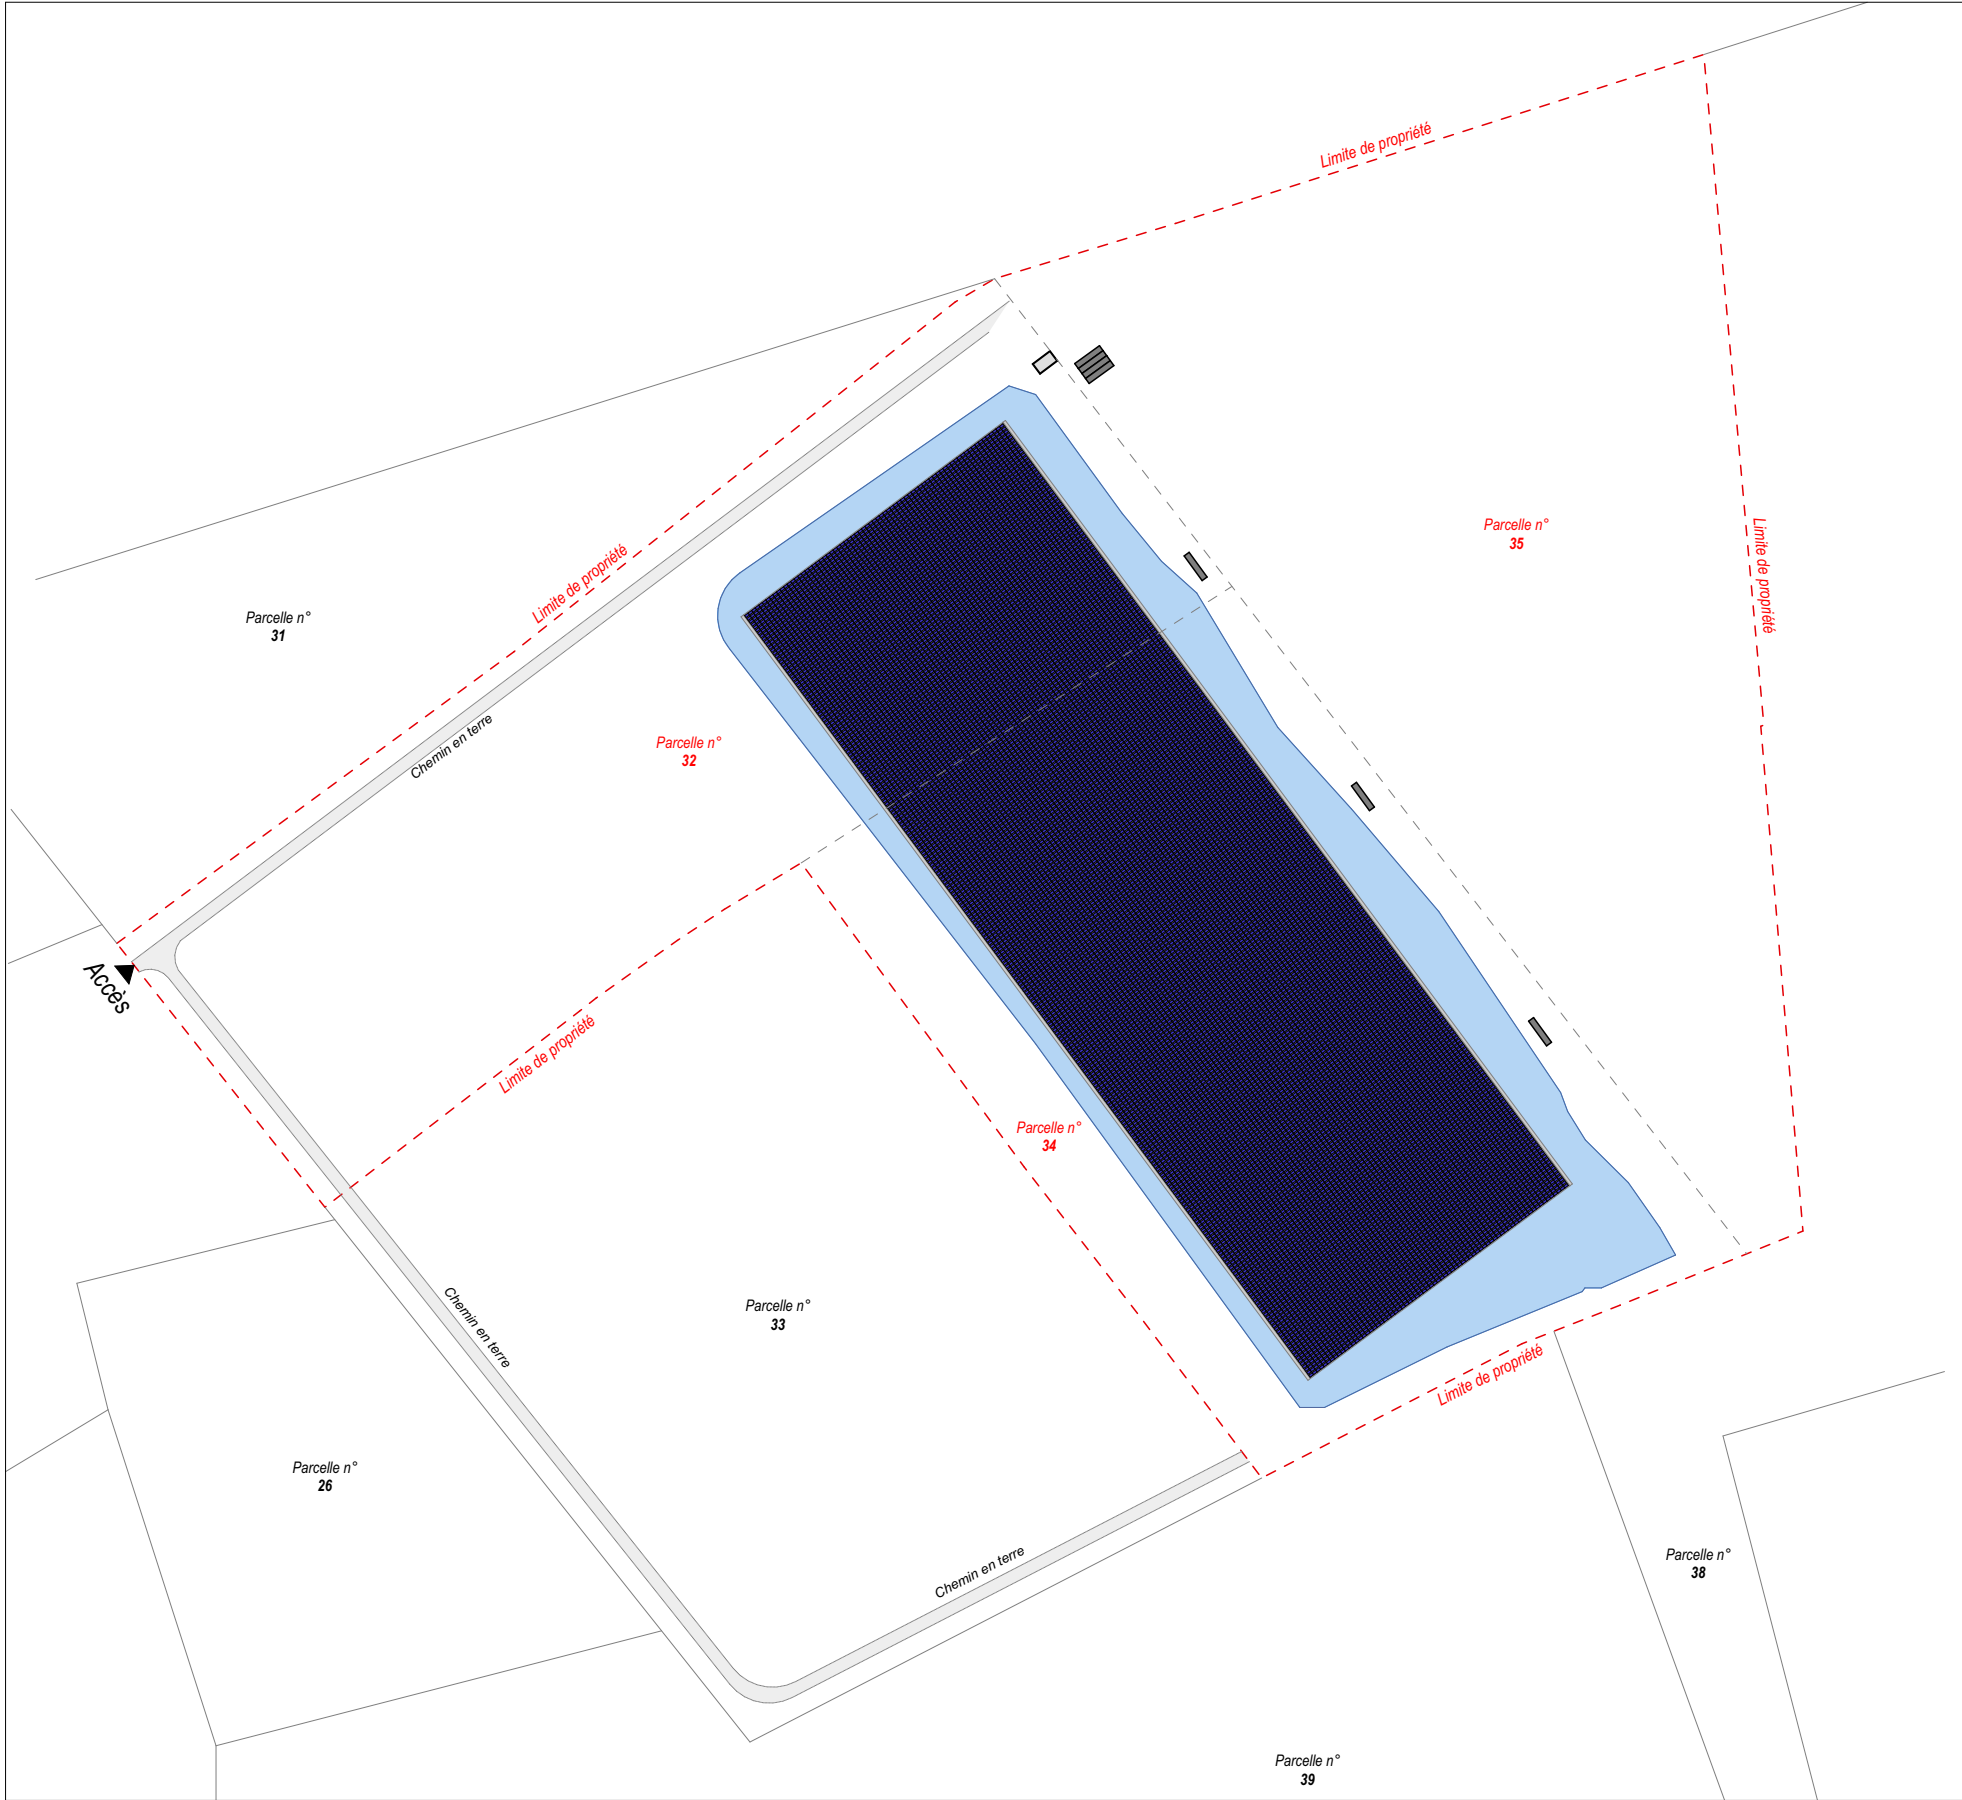 Limite de propriété
Parcelle n°
35
Limite de propriété
Limite de propriété
Parcelle n°
31
Chemin en terre
Parcelle n°
32
Accès
Limite de propriété
Parcelle n°
34
Parcelle n°
33
Chemin en terre
Limite de propriété
Parcelle n°
26
Chemin en terre
Parcelle n°
38
Parcelle n°
39